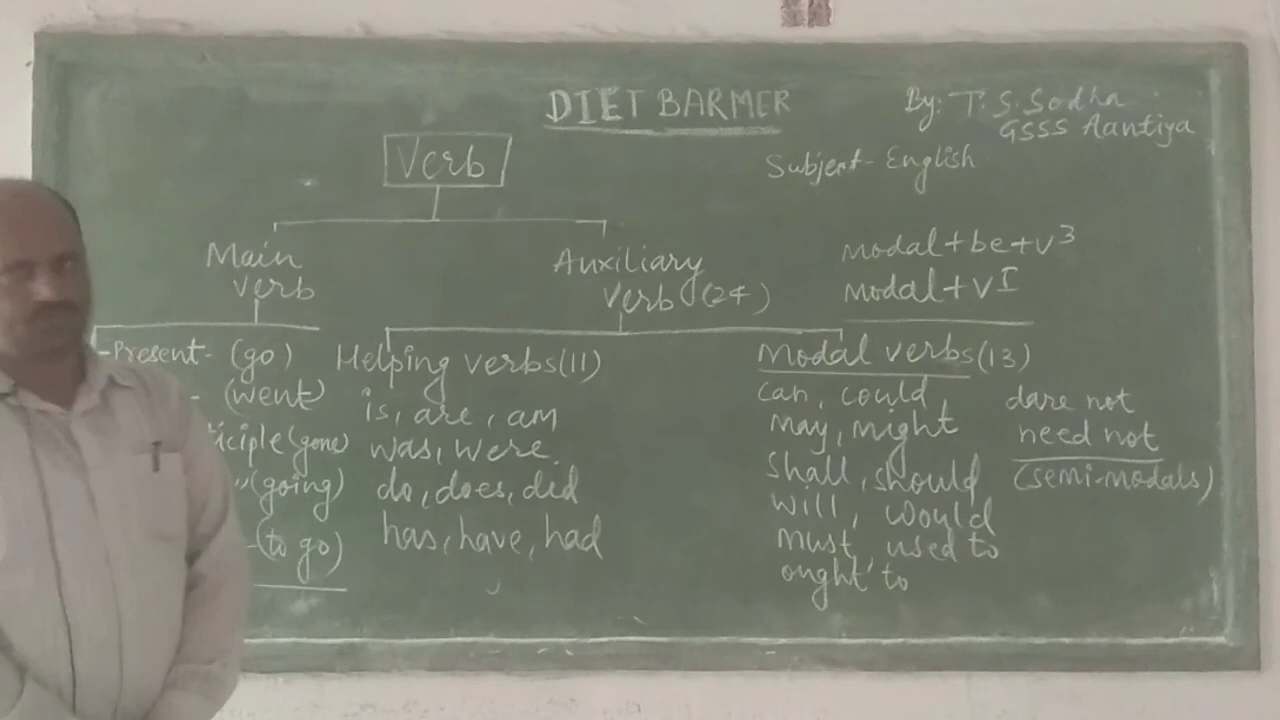 DIET BARMER
By: T. S. Sodha
GSSS Aantiya
Subject - English
Verb
Main
Verb
Auxiliary
Verb (24)
Modal + be + V3
Modal + V I
- Present - (go)
- (went)
ticiple (gone)
" (going)
- (to go)
Helping verbs (11)
is, are, am
was, were
do, does, did
has, have, had
Modal verbs (13)
can, could,
may, might
shall, should
will, would
must, used to
ought to
dare not
need not
(semi-modals)